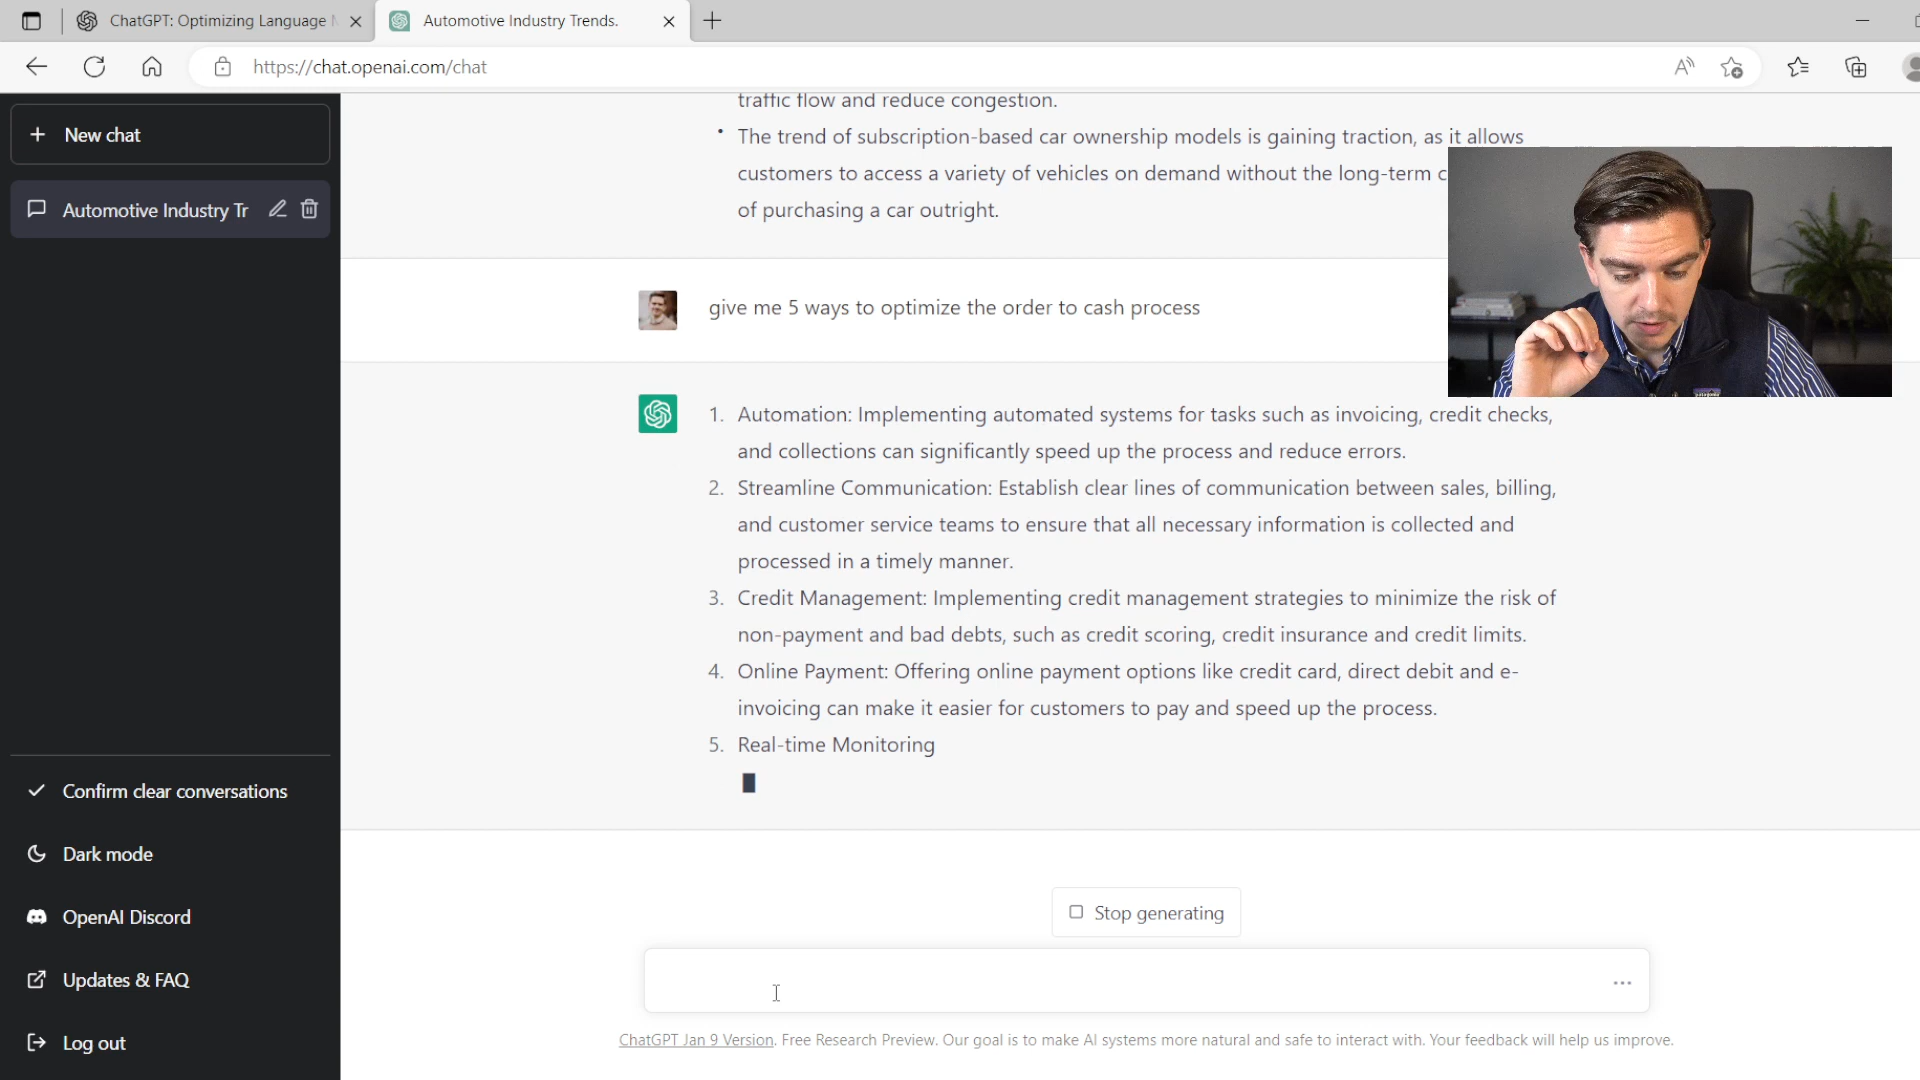 ChatGPT: Optimizing Language
Automotive Industry Trends.
https://chat.openai.com/chat
New chat
Automotive Industry Tr
traffic flow and reduce congestion.
• The trend of subscription-based car ownership models is gaining traction, as it allows
customers to access a variety of vehicles on demand without the long-term c
of purchasing a car outright.
give me 5 ways to optimize the order to cash process
1. Automation: Implementing automated systems for tasks such as invoicing, credit checks,
and collections can significantly speed up the process and reduce errors.
2. Streamline Communication: Establish clear lines of communication between sales, billing,
and customer service teams to ensure that all necessary information is collected and
processed in a timely manner.
3. Credit Management: Implementing credit management strategies to minimize the risk of
non-payment and bad debts, such as credit scoring, credit insurance and credit limits.
4. Online Payment: Offering online payment options like credit card, direct debit and e-
invoicing can make it easier for customers to pay and speed up the process.
5. Real-time Monitoring
Confirm clear conversations
Dark mode
OpenAI Discord
Updates & FAQ
Log out
Stop generating
ChatGPT Jan 9 Version. Free Research Preview. Our goal is to make AI systems more natural and safe to interact with. Your feedback will help us improve.
patagonia